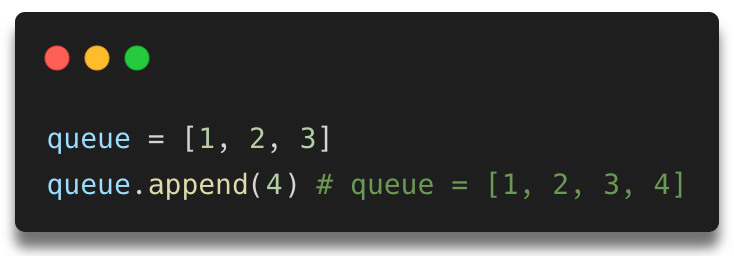 queue = [1, 2, 3]
queue.append(4) # queue = [1, 2, 3, 4]